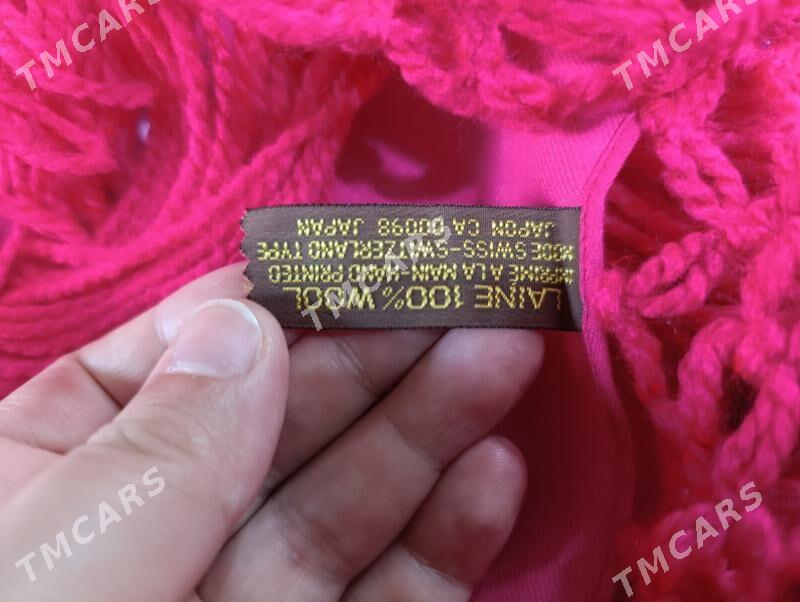 LAINE 100% WOOL
IMPRIMÉ A LA MAIN-HAND PRINTED
MODE SWISS-SWITZERLAND TYPE
JAPON CA 00098 JAPAN
TMCARS
TMCARS
TMCARS
TMCARS
TMCARS